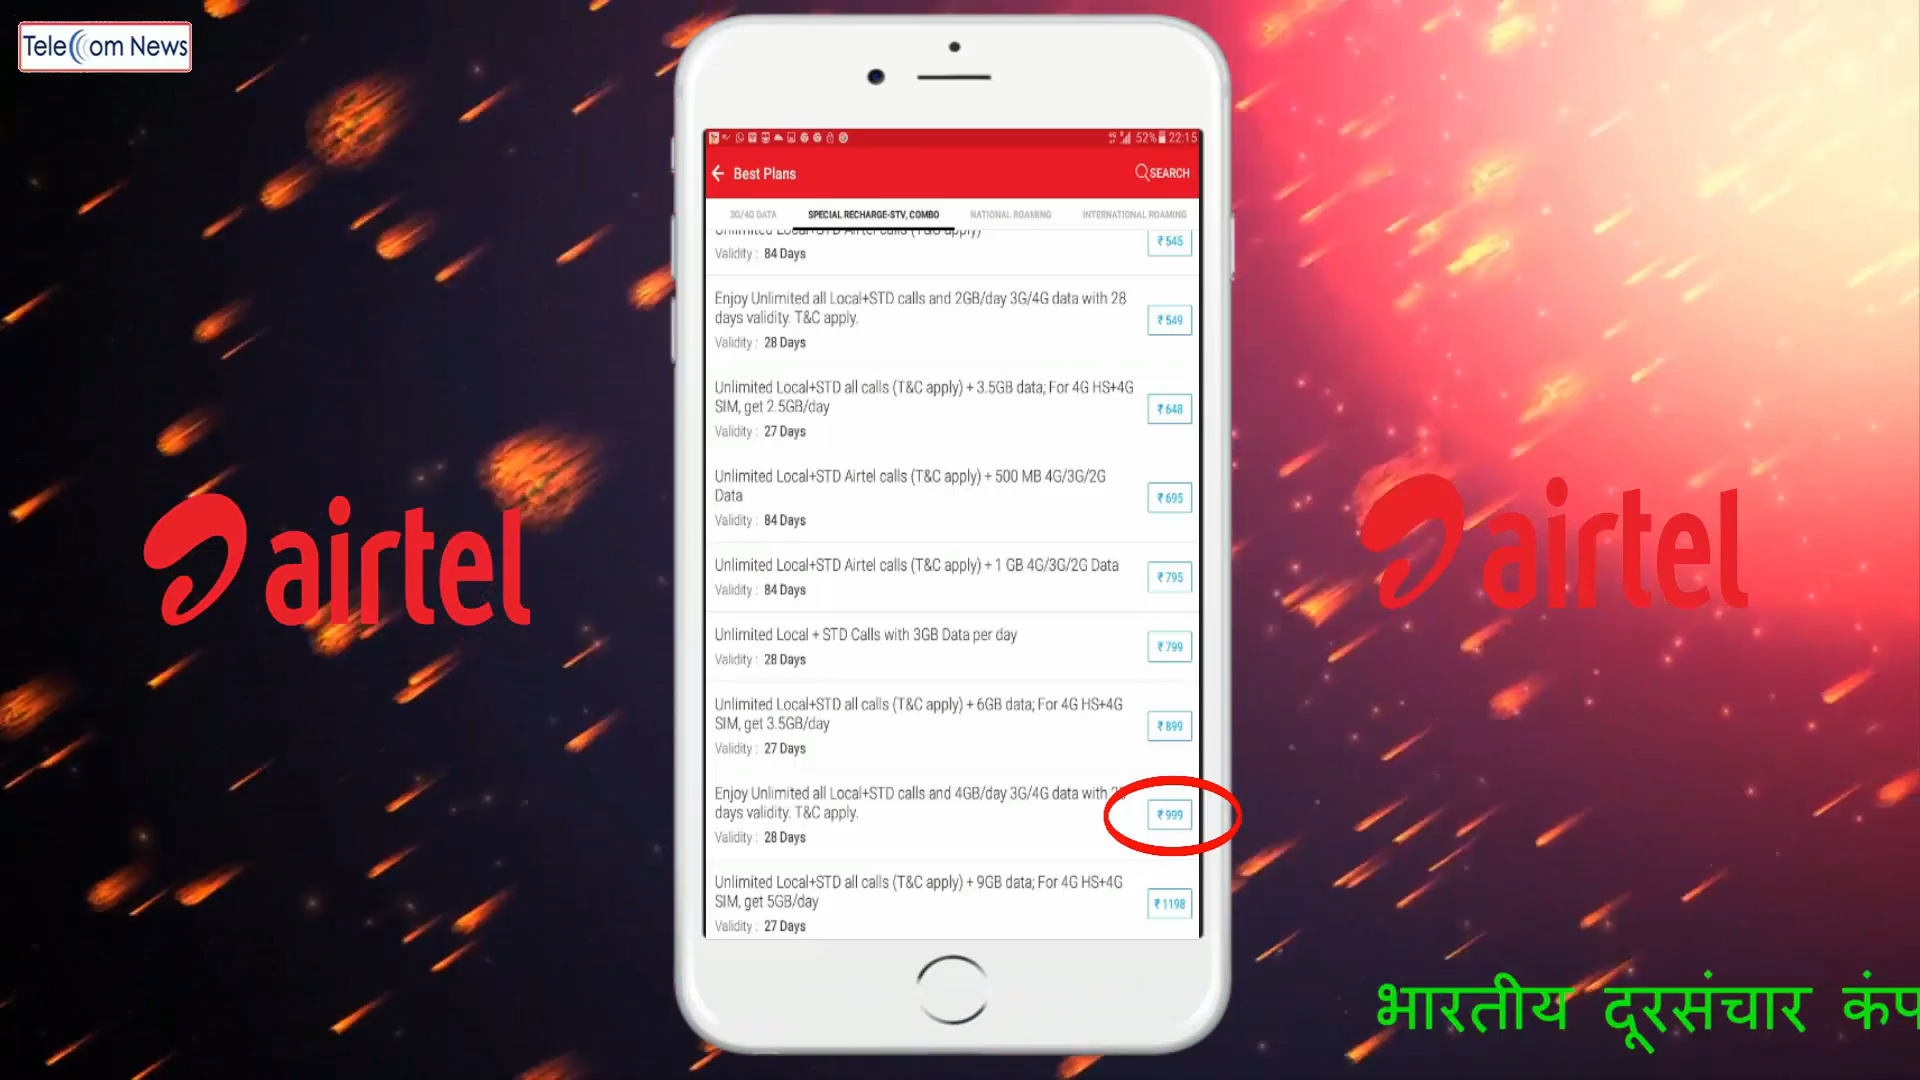 TeleCom News
52% 22:15
Best Plans
SEARCH
3G/4G DATA SPECIAL RECHARGE-STV, COMBO NATIONAL ROAMING INTERNATIONAL ROAMING
Unlimited Local+STD Airtel calls (T&C apply)
₹ 545
Validity : 84 Days
Enjoy Unlimited all Local+STD calls and 2GB/day 3G/4G data with 28
days validity. T&C apply.
₹ 549
Validity : 28 Days
Unlimited Local+STD all calls (T&C apply) + 3.5GB data; For 4G HS+4G
SIM, get 2.5GB/day
₹ 648
Validity : 27 Days
Unlimited Local+STD Airtel calls (T&C apply) + 500 MB 4G/3G/2G
Data
₹ 695
Validity : 84 Days
Unlimited Local+STD Airtel calls (T&C apply) + 1 GB 4G/3G/2G Data
₹ 795
Validity : 84 Days
Unlimited Local + STD Calls with 3GB Data per day
₹ 799
Validity : 28 Days
Unlimited Local+STD all calls (T&C apply) + 6GB data; For 4G HS+4G
SIM, get 3.5GB/day
₹ 899
Validity : 27 Days
Enjoy Unlimited all Local+STD calls and 4GB/day 3G/4G data with
days validity. T&C apply.
₹ 999
Validity : 28 Days
Unlimited Local+STD all calls (T&C apply) + 9GB data; For 4G HS+4G
SIM, get 5GB/day
₹ 1198
Validity : 27 Days
airtel
airtel
भारतीय दूरसंचार कंप